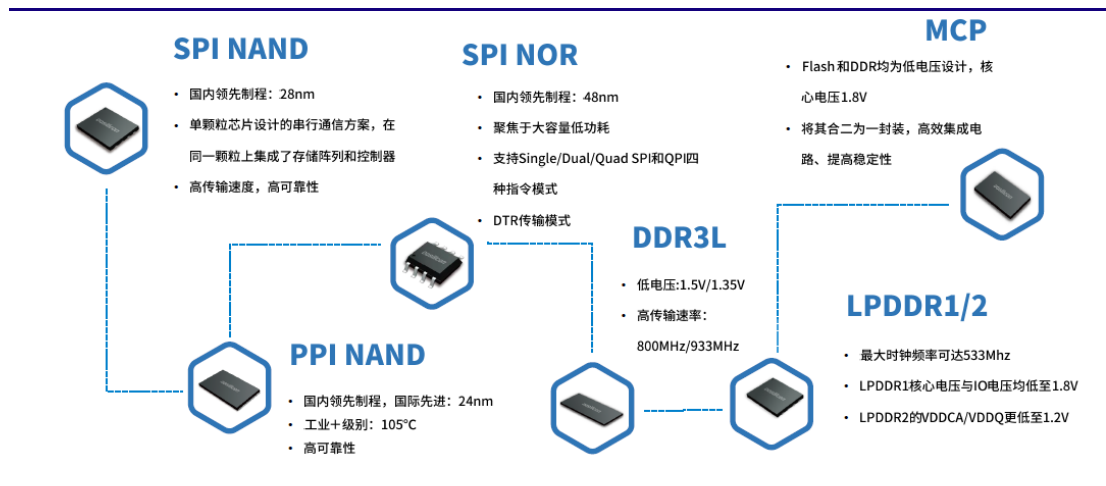 SPI NAND
• 国内领先制程：28nm
• 单颗粒芯片设计的串行通信方案，在
同一颗粒上集成了存储阵列和控制器
• 高传输速度，高可靠性
PPI NAND
• 国内领先制程，国际先进：24nm
• 工业＋级别：105℃
• 高可靠性
SPI NOR
• 国内领先制程：48nm
• 聚焦于大容量低功耗
• 支持Single/Dual/Quad SPI和QPI四
种指令模式
• DTR传输模式
DDR3L
• 低电压:1.5V/1.35V
• 高传输速率：
800MHz/933MHz
LPDDR1/2
• 最大时钟频率可达533Mhz
• LPDDR1核心电压与IO电压均低至1.8V
• LPDDR2的VDDCA/VDDQ更低至1.2V
MCP
• Flash 和DDR均为低电压设计，核
心电压1.8V
• 将其合二为一封装，高效集成电
路、提高稳定性